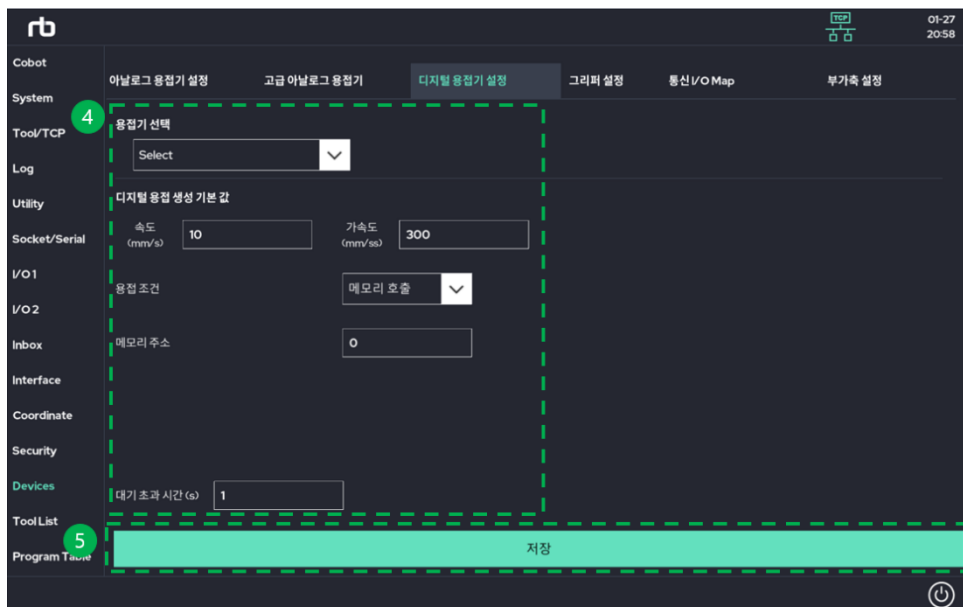 rb
TCP
01-27
20:58
Cobot
System
Tool/TCP
Log
Utility
Socket/Serial
I/O 1
I/O 2
Inbox
Interface
Coordinate
Security
Devices
Tool List
Program Table
아날로그 용접기 설정
고급 아날로그 용접기
디지털 용접기 설정
그리퍼 설정
통신 I/O Map
부가축 설정
4
용접기 선택
Select
디지털 용접 생성 기본 값
속도
(mm/s)
10
가속도
(mm/ss)
300
용접 조건
메모리 호출
메모리 주소
0
대기 초과 시간 (s)
1
5
저장